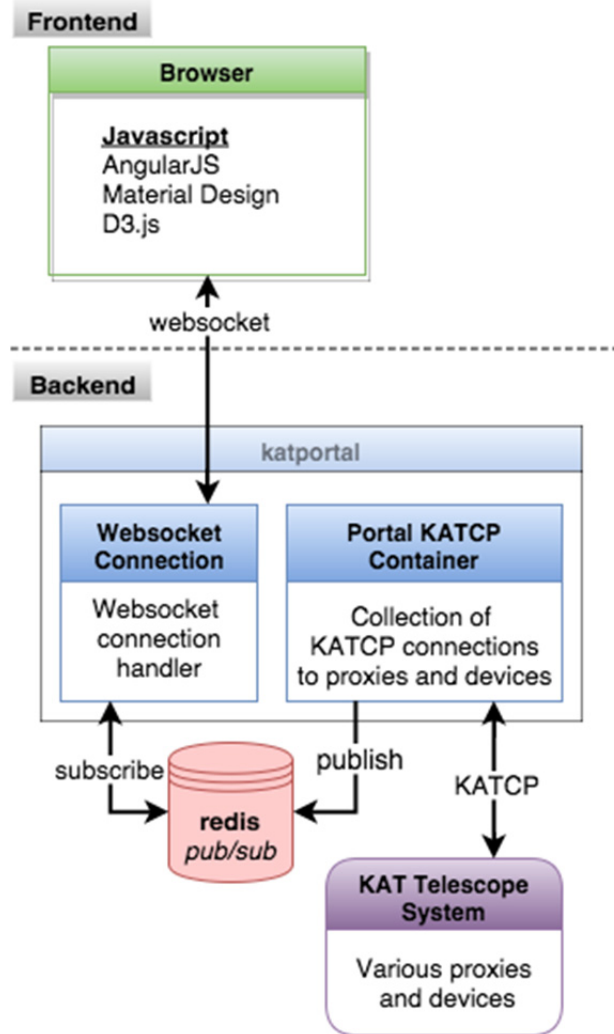 Frontend
Browser
Javascript
AngularJS
Material Design
D3.js
websocket
Backend
katportal
Websocket
Connection
Websocket
connection
handler
Portal KATCP
Container
Collection of
KATCP connections
to proxies and devices
subscribe
redis
pub/sub
publish
KATCP
KAT Telescope
System
Various proxies
and devices